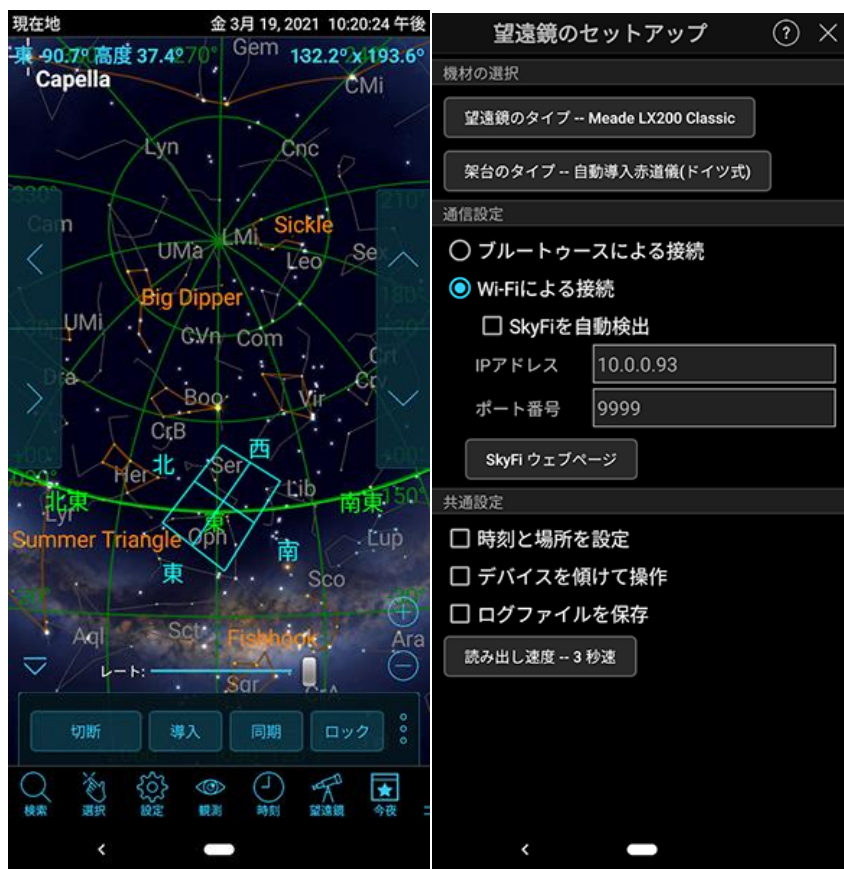 現在地 金 3月 19, 2021 10:20:24 午後
東 90.7° 高度 37.4° 270° Gem 132.2° x 193.6°
Capella
CMi
Lyn
Cnc
330°
210°
Cam
Sickle
LMi
UMa
Leo
Sex
Big Dipper
180°
UMi
CVn Com
Crt
Dra
Crv
Boo
Vir
CrB
西
北
Ser
Her
Lib
北東
南東
150°
Lyr
東
Summer Triangle
Oph
南
Lup
東
Sco
Aql
Sct
Fishhook
Ara
レート:
Sgr
CrA
切断 導入 同期 ロック
検索 選択 設定 観測 時刻 望遠鏡 今夜
望遠鏡のセットアップ ?
機材の選択
望遠鏡のタイプ -- Meade LX200 Classic
架台のタイプ -- 自動導入赤道儀(ドイツ式)
通信設定
ブルートゥースによる接続
Wi-Fiによる接続
SkyFiを自動検出
IPアドレス 10.0.0.93
ポート番号 9999
SkyFi ウェブページ
共通設定
時刻と場所を設定
デバイスを傾けて操作
ログファイルを保存
読み出し速度 -- 3 秒速